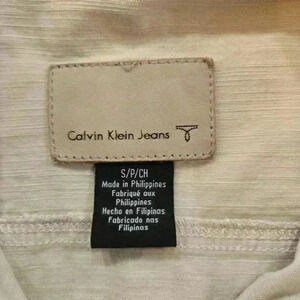 Calvin Klein Jeans
S/P/CH
Made in Philippines
Fabriqué aux
Philippines
Hecho en Filipinas
Fabricado nas
Filipinas